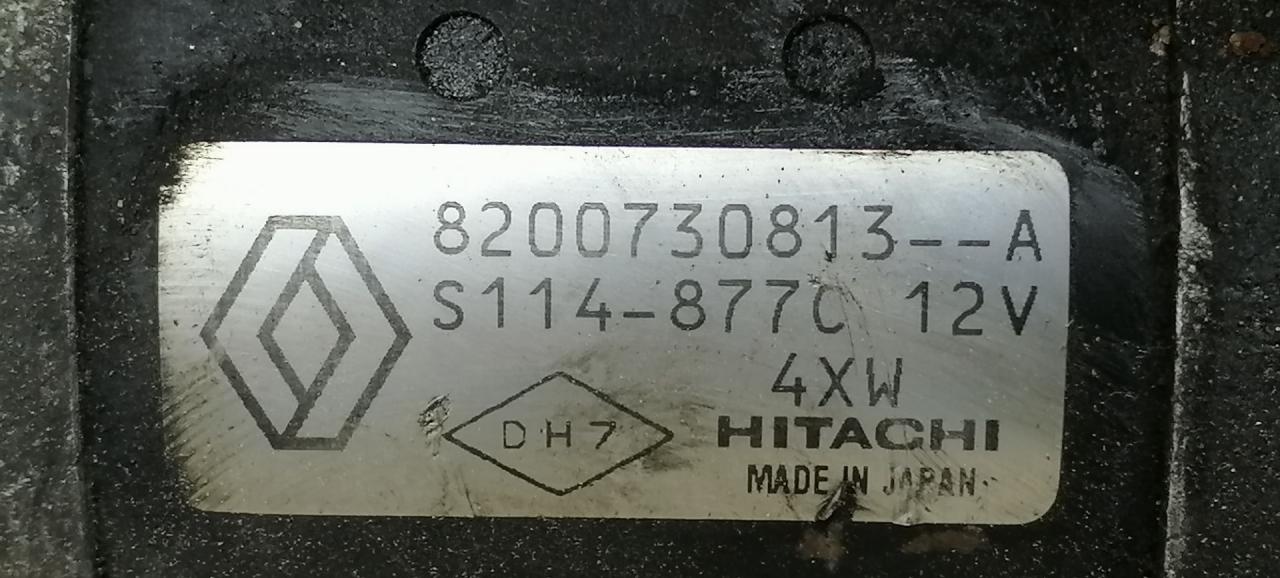 8200730813--A
S114-877C 12V
4XW
DH7
HITACHI
MADE IN JAPAN